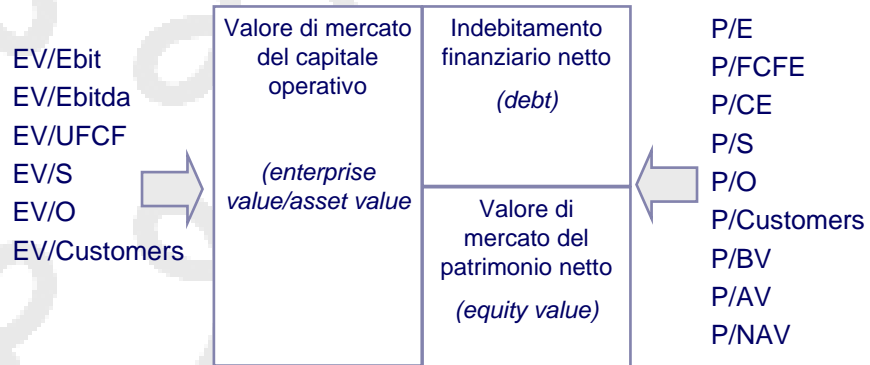 EV/Ebit
EV/Ebitda
EV/UFCF
EV/S
EV/O
EV/Customers
Valore di mercato
del capitale
operativo
(enterprise
value/asset value
Indebitamento
finanziario netto
(debt)
Valore di
mercato del
patrimonio netto
(equity value)
P/E
P/FCFE
P/CE
P/S
P/O
P/Customers
P/BV
P/AV
P/NAV